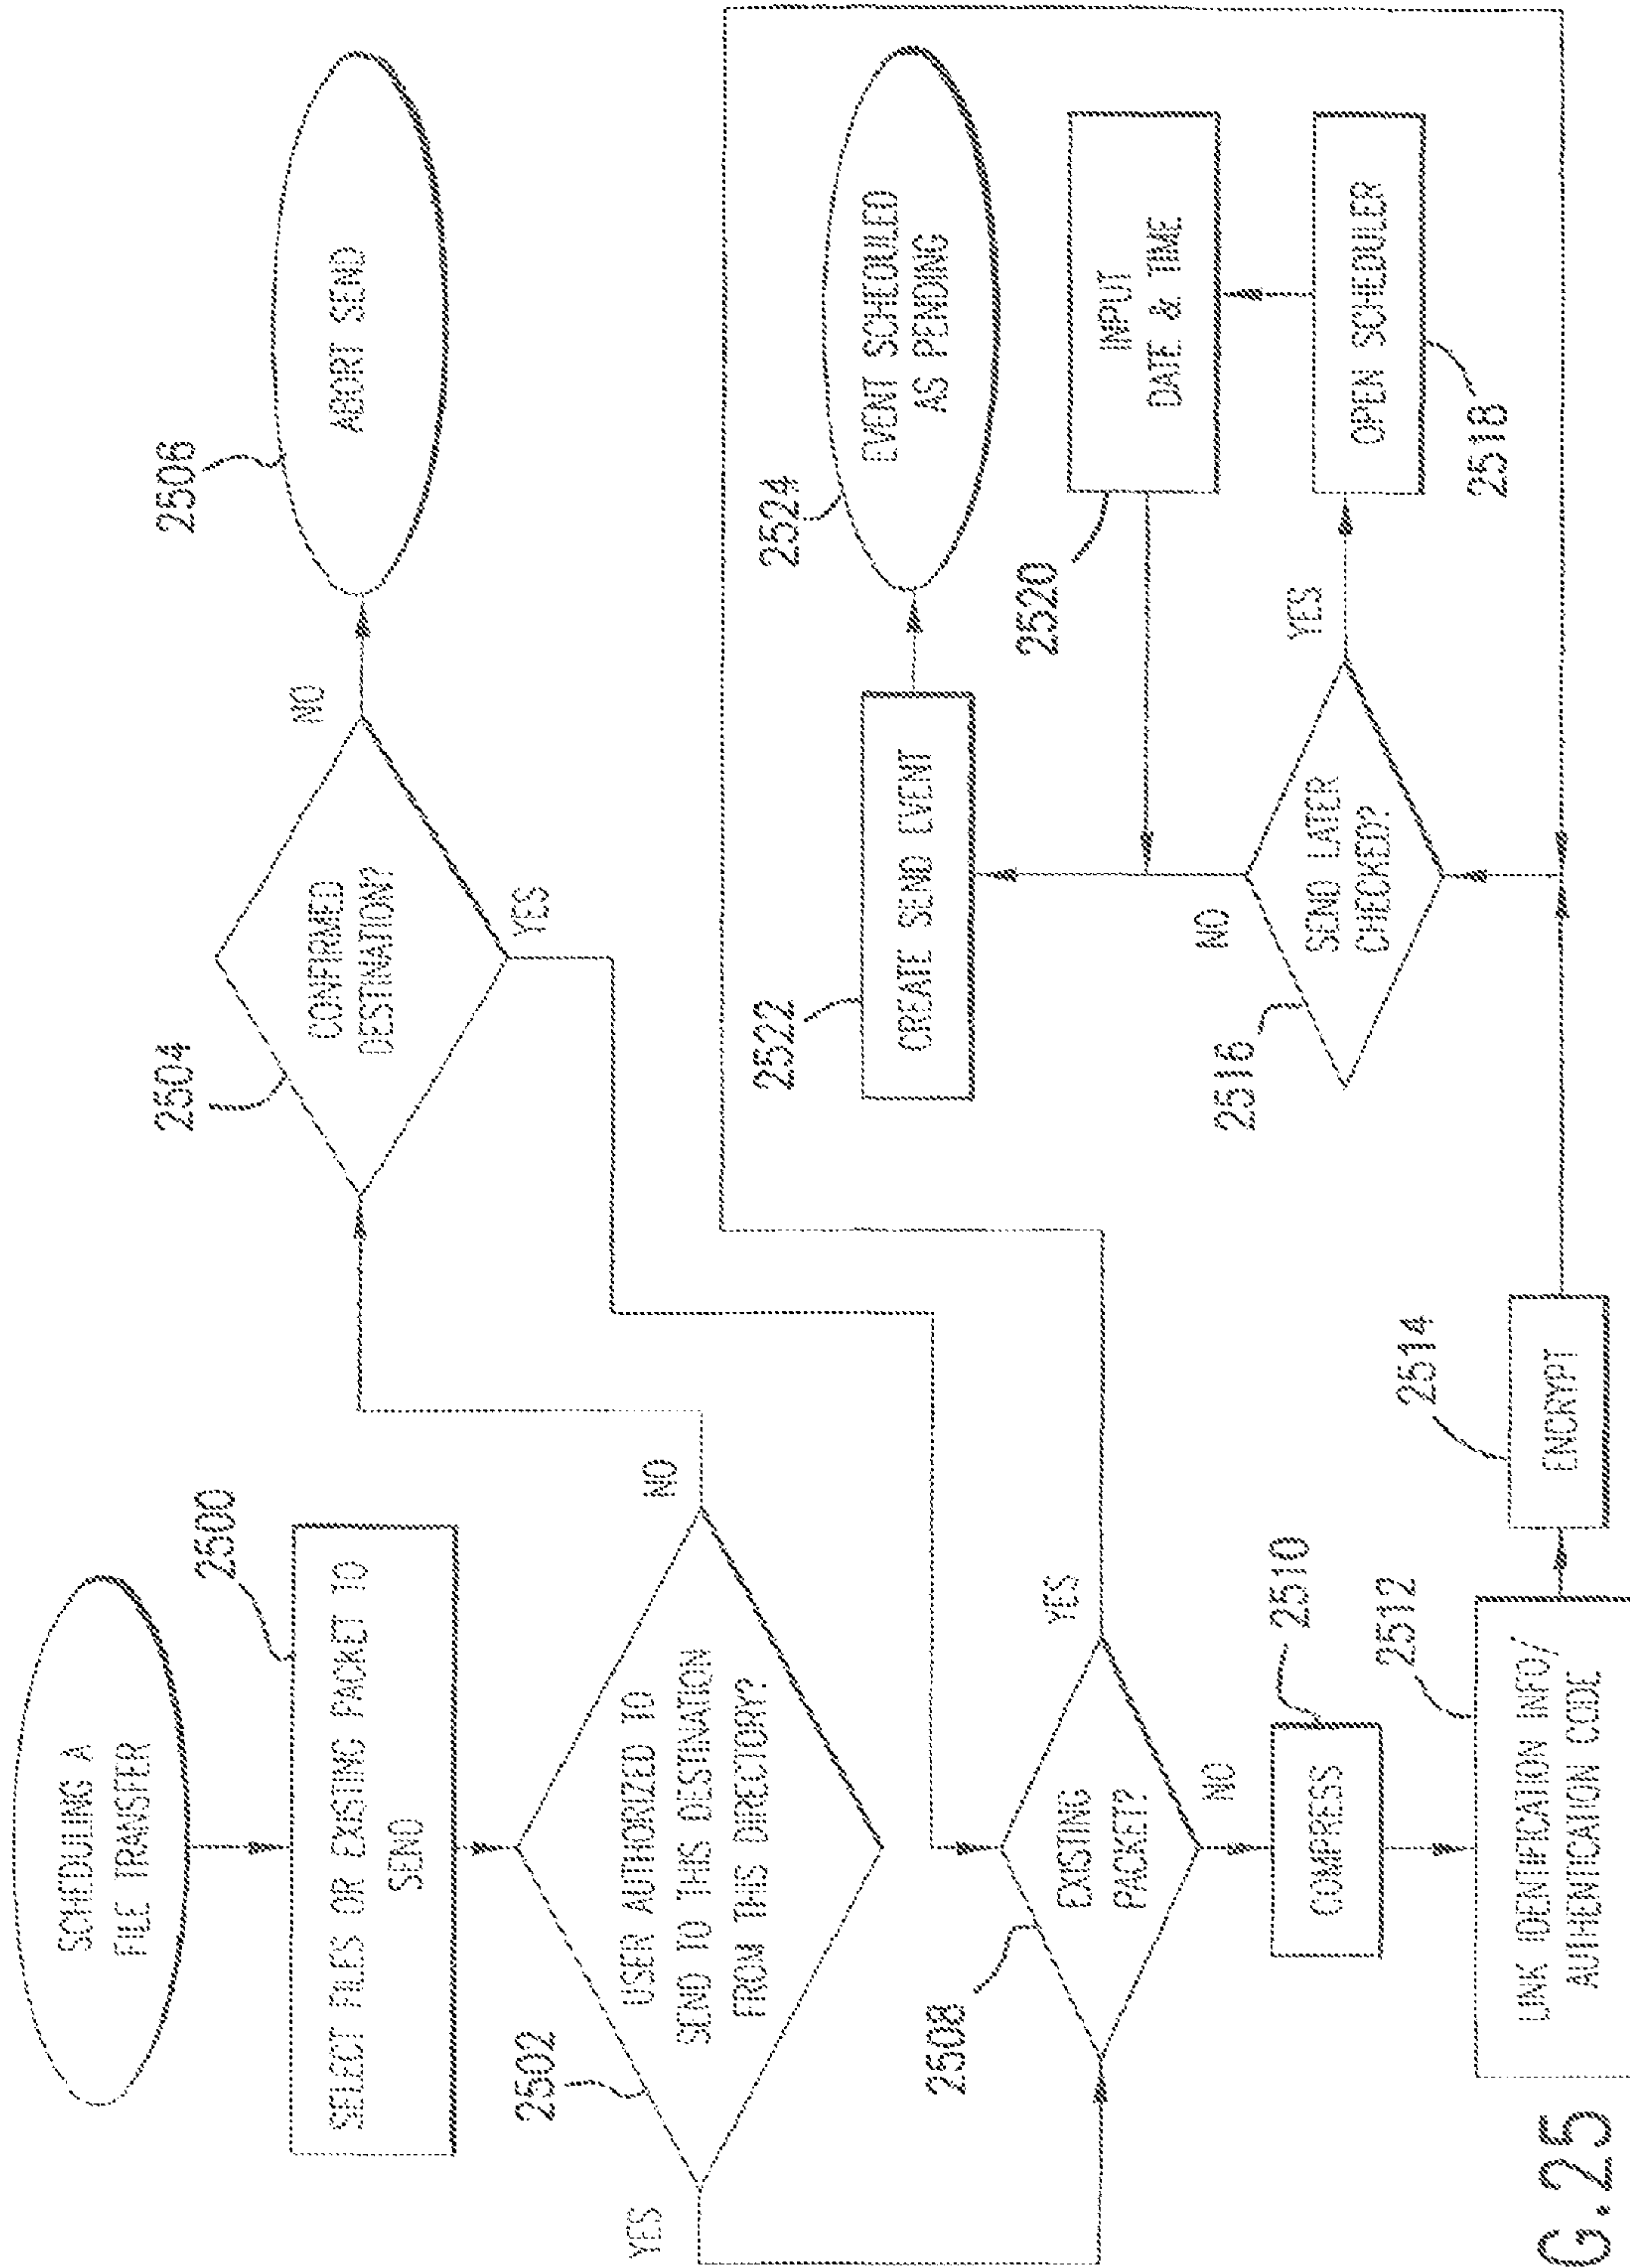 SCHEDULING A
FILE TRANSFER
2500
SELECT FILES OR EXISTING PACKET TO
SEND
2502
USER AUTHORIZED TO
SEND TO THIS DESTINATION
FROM THIS DIRECTORY?
YES
NO
2504
CONFIRMED
DESTINATION?
NO
YES
2506
ABORT SEND
2508
EXISTING
PACKET?
YES
NO
2510
COMPRESS
2512
LINK IDENTIFICATION INFO/
AUTHENTICATION CODE
2514
ENCRYPT
2516
SEND LATER
CHECKED?
NO
YES
2518
OPEN SCHEDULER
2520
INPUT
DATE & TIME
2522
CREATE SEND EVENT
2524
EVENT SCHEDULED
AS PENDING
G.25